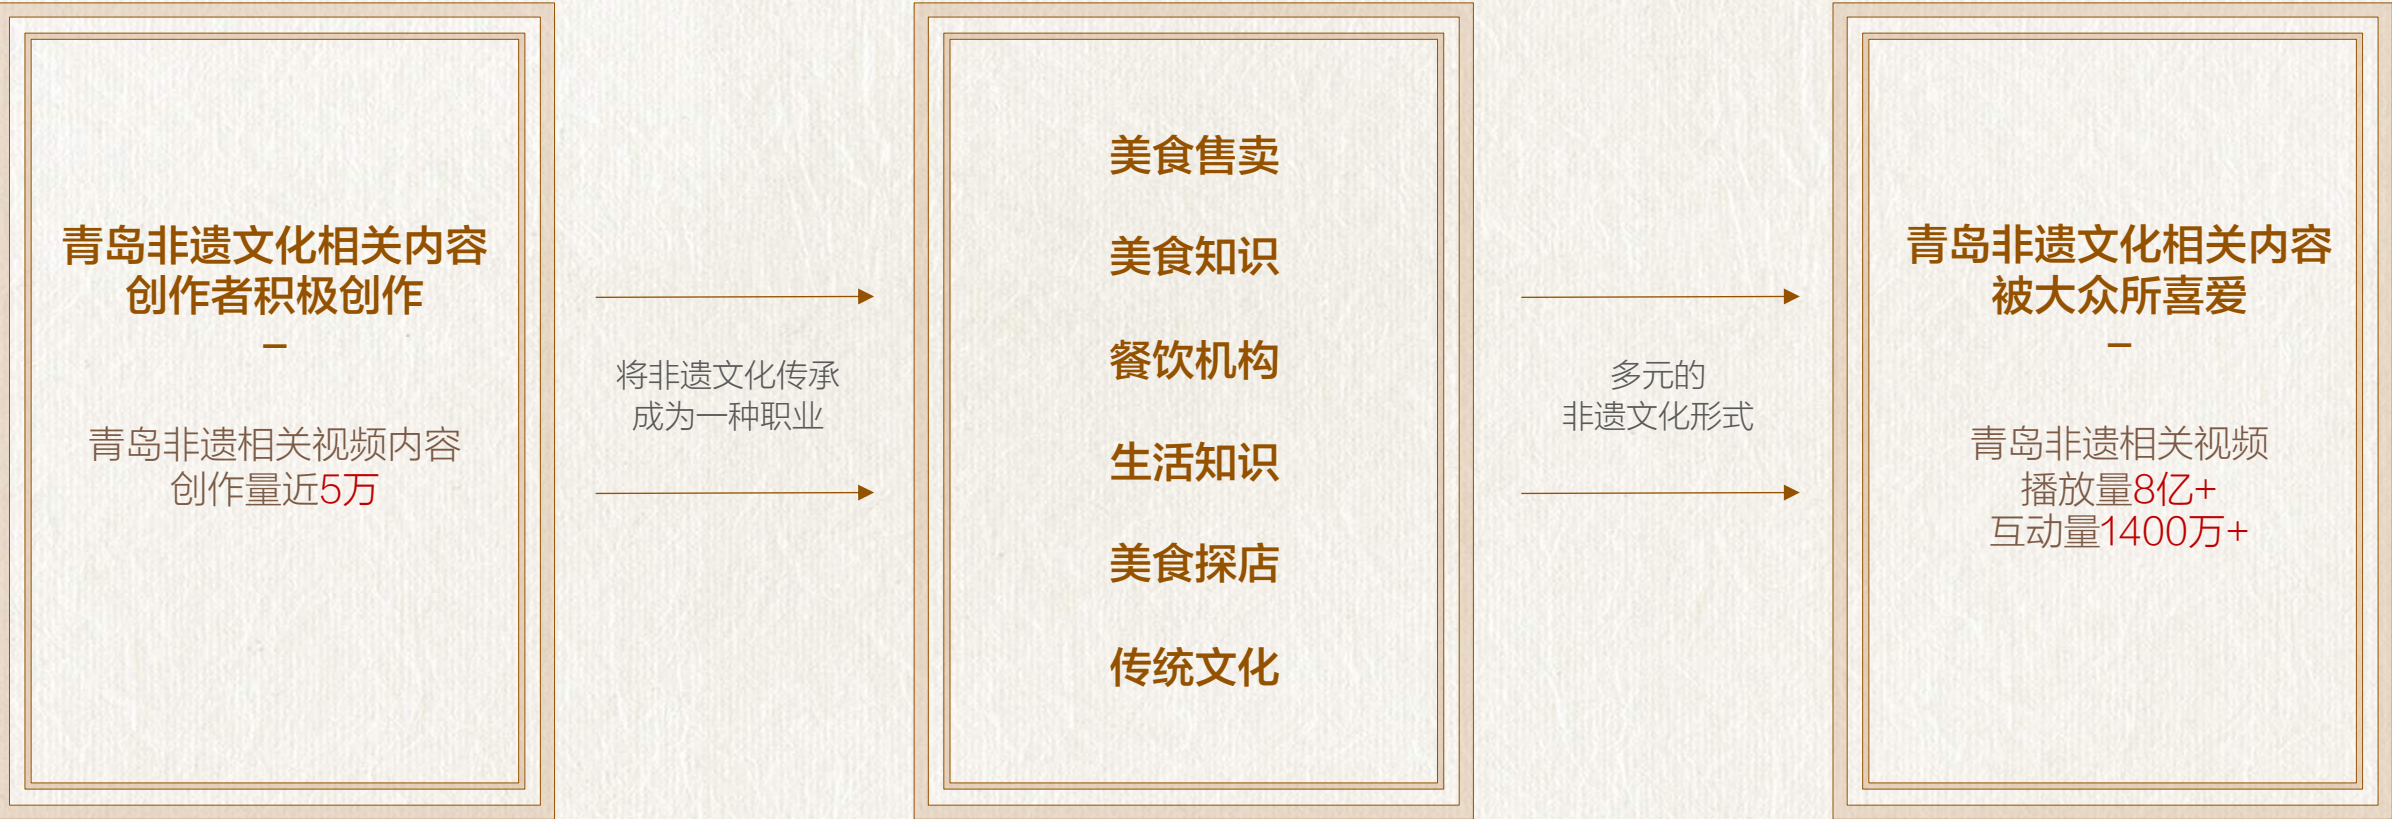 青岛非遗文化相关内容
创作者积极创作
–
青岛非遗相关视频内容
创作量近5万
将非遗文化传承
成为一种职业
美食售卖
美食知识
餐饮机构
生活知识
美食探店
传统文化
多元的
非遗文化形式
青岛非遗文化相关内容
被大众所喜爱
–
青岛非遗相关视频
播放量8亿+
互动量1400万+